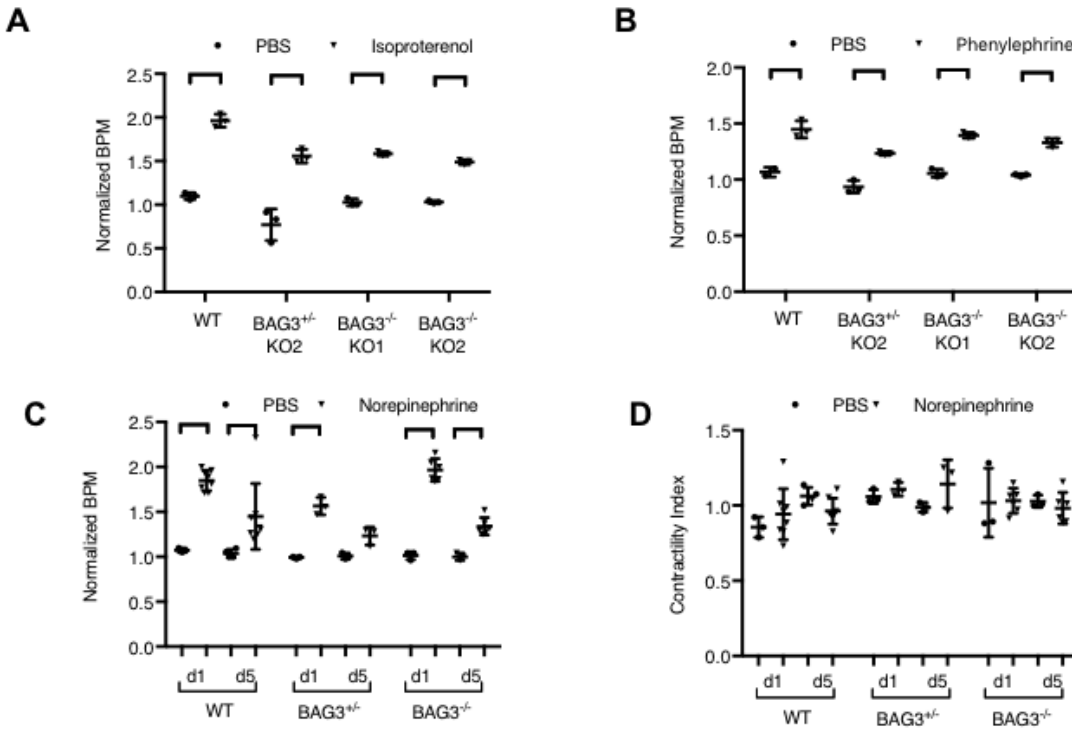 A
PBS Isoproterenol
Normalized BPM
2.5
2.0
1.5
1.0
0.5
0.0
WT
BAG3+/-
KO2
BAG3-/-
KO1
BAG3-/-
KO2
B
PBS Phenylephrine
Normalized BPM
2.0
1.5
1.0
0.5
0.0
WT
BAG3+/-
KO2
BAG3-/-
KO1
BAG3-/-
KO2
C
PBS Norepinephrine
Normalized BPM
2.5
2.0
1.5
1.0
0.5
0.0
d1 d5 d1 d5 d1 d5
WT BAG3+/- BAG3-/-
D
PBS Norepinephrine
Contractility Index
1.5
1.0
0.5
0.0
d1 d5 d1 d5 d1 d5
WT BAG3+/- BAG3-/-